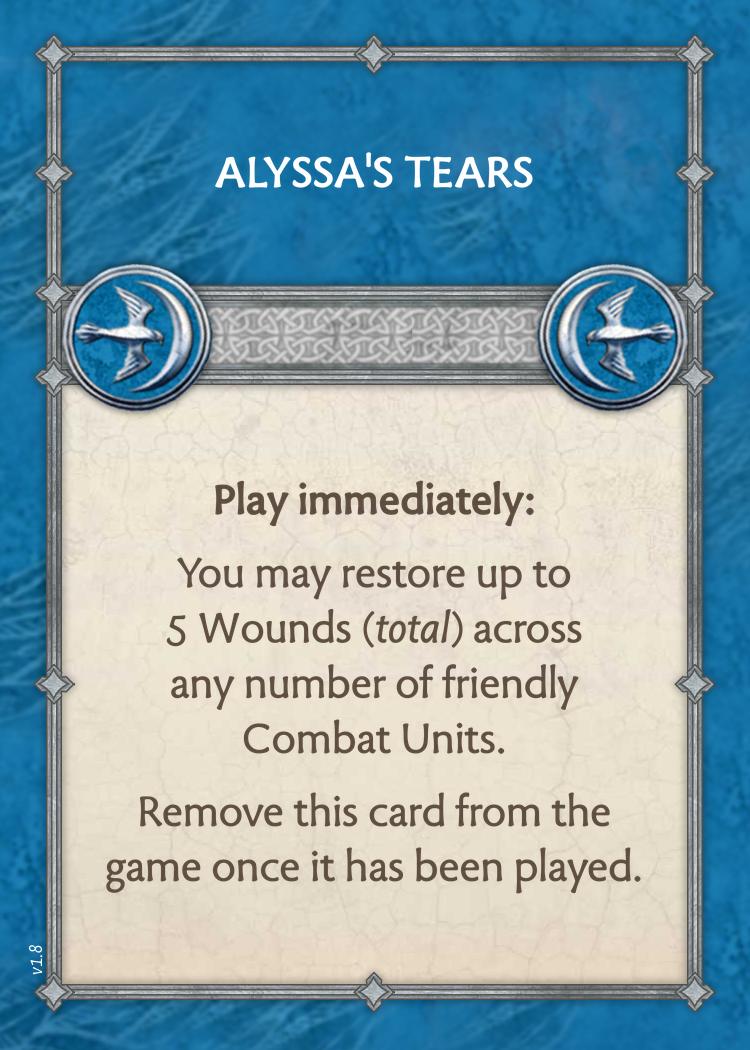 ALYSSA'S TEARS
Play immediately:
You may restore up to
5 Wounds (total) across
any number of friendly
Combat Units.
Remove this card from the
game once it has been played.
v1.8